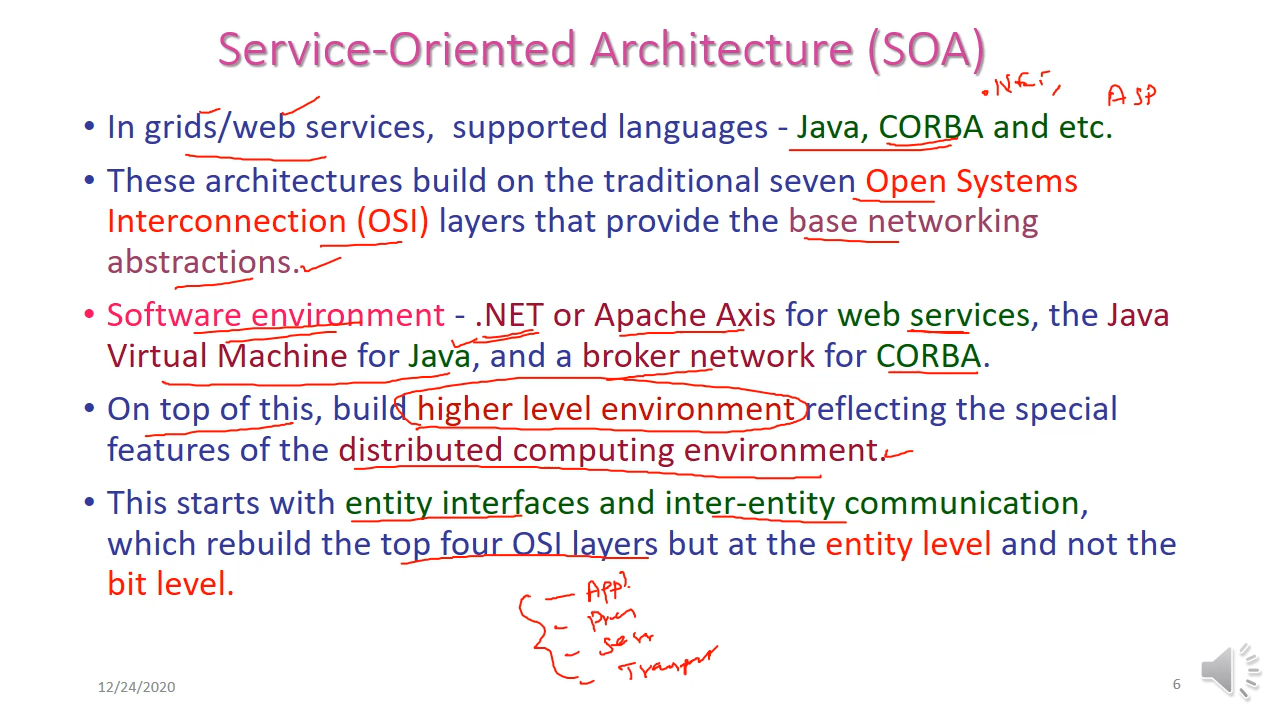 Service-Oriented Architecture (SOA)
.NET, ASP
• In grids/web services, supported languages - Java, CORBA and etc.
• These architectures build on the traditional seven Open Systems
Interconnection (OSI) layers that provide the base networking
abstractions.
• Software environment - .NET or Apache Axis for web services, the Java
Virtual Machine for Java, and a broker network for CORBA.
• On top of this, build higher level environment reflecting the special
features of the distributed computing environment.
• This starts with entity interfaces and inter-entity communication,
which rebuild the top four OSI layers but at the entity level and not the
bit level.
- Appl
- Pren
- Sess
- Transport
12/24/2020
6